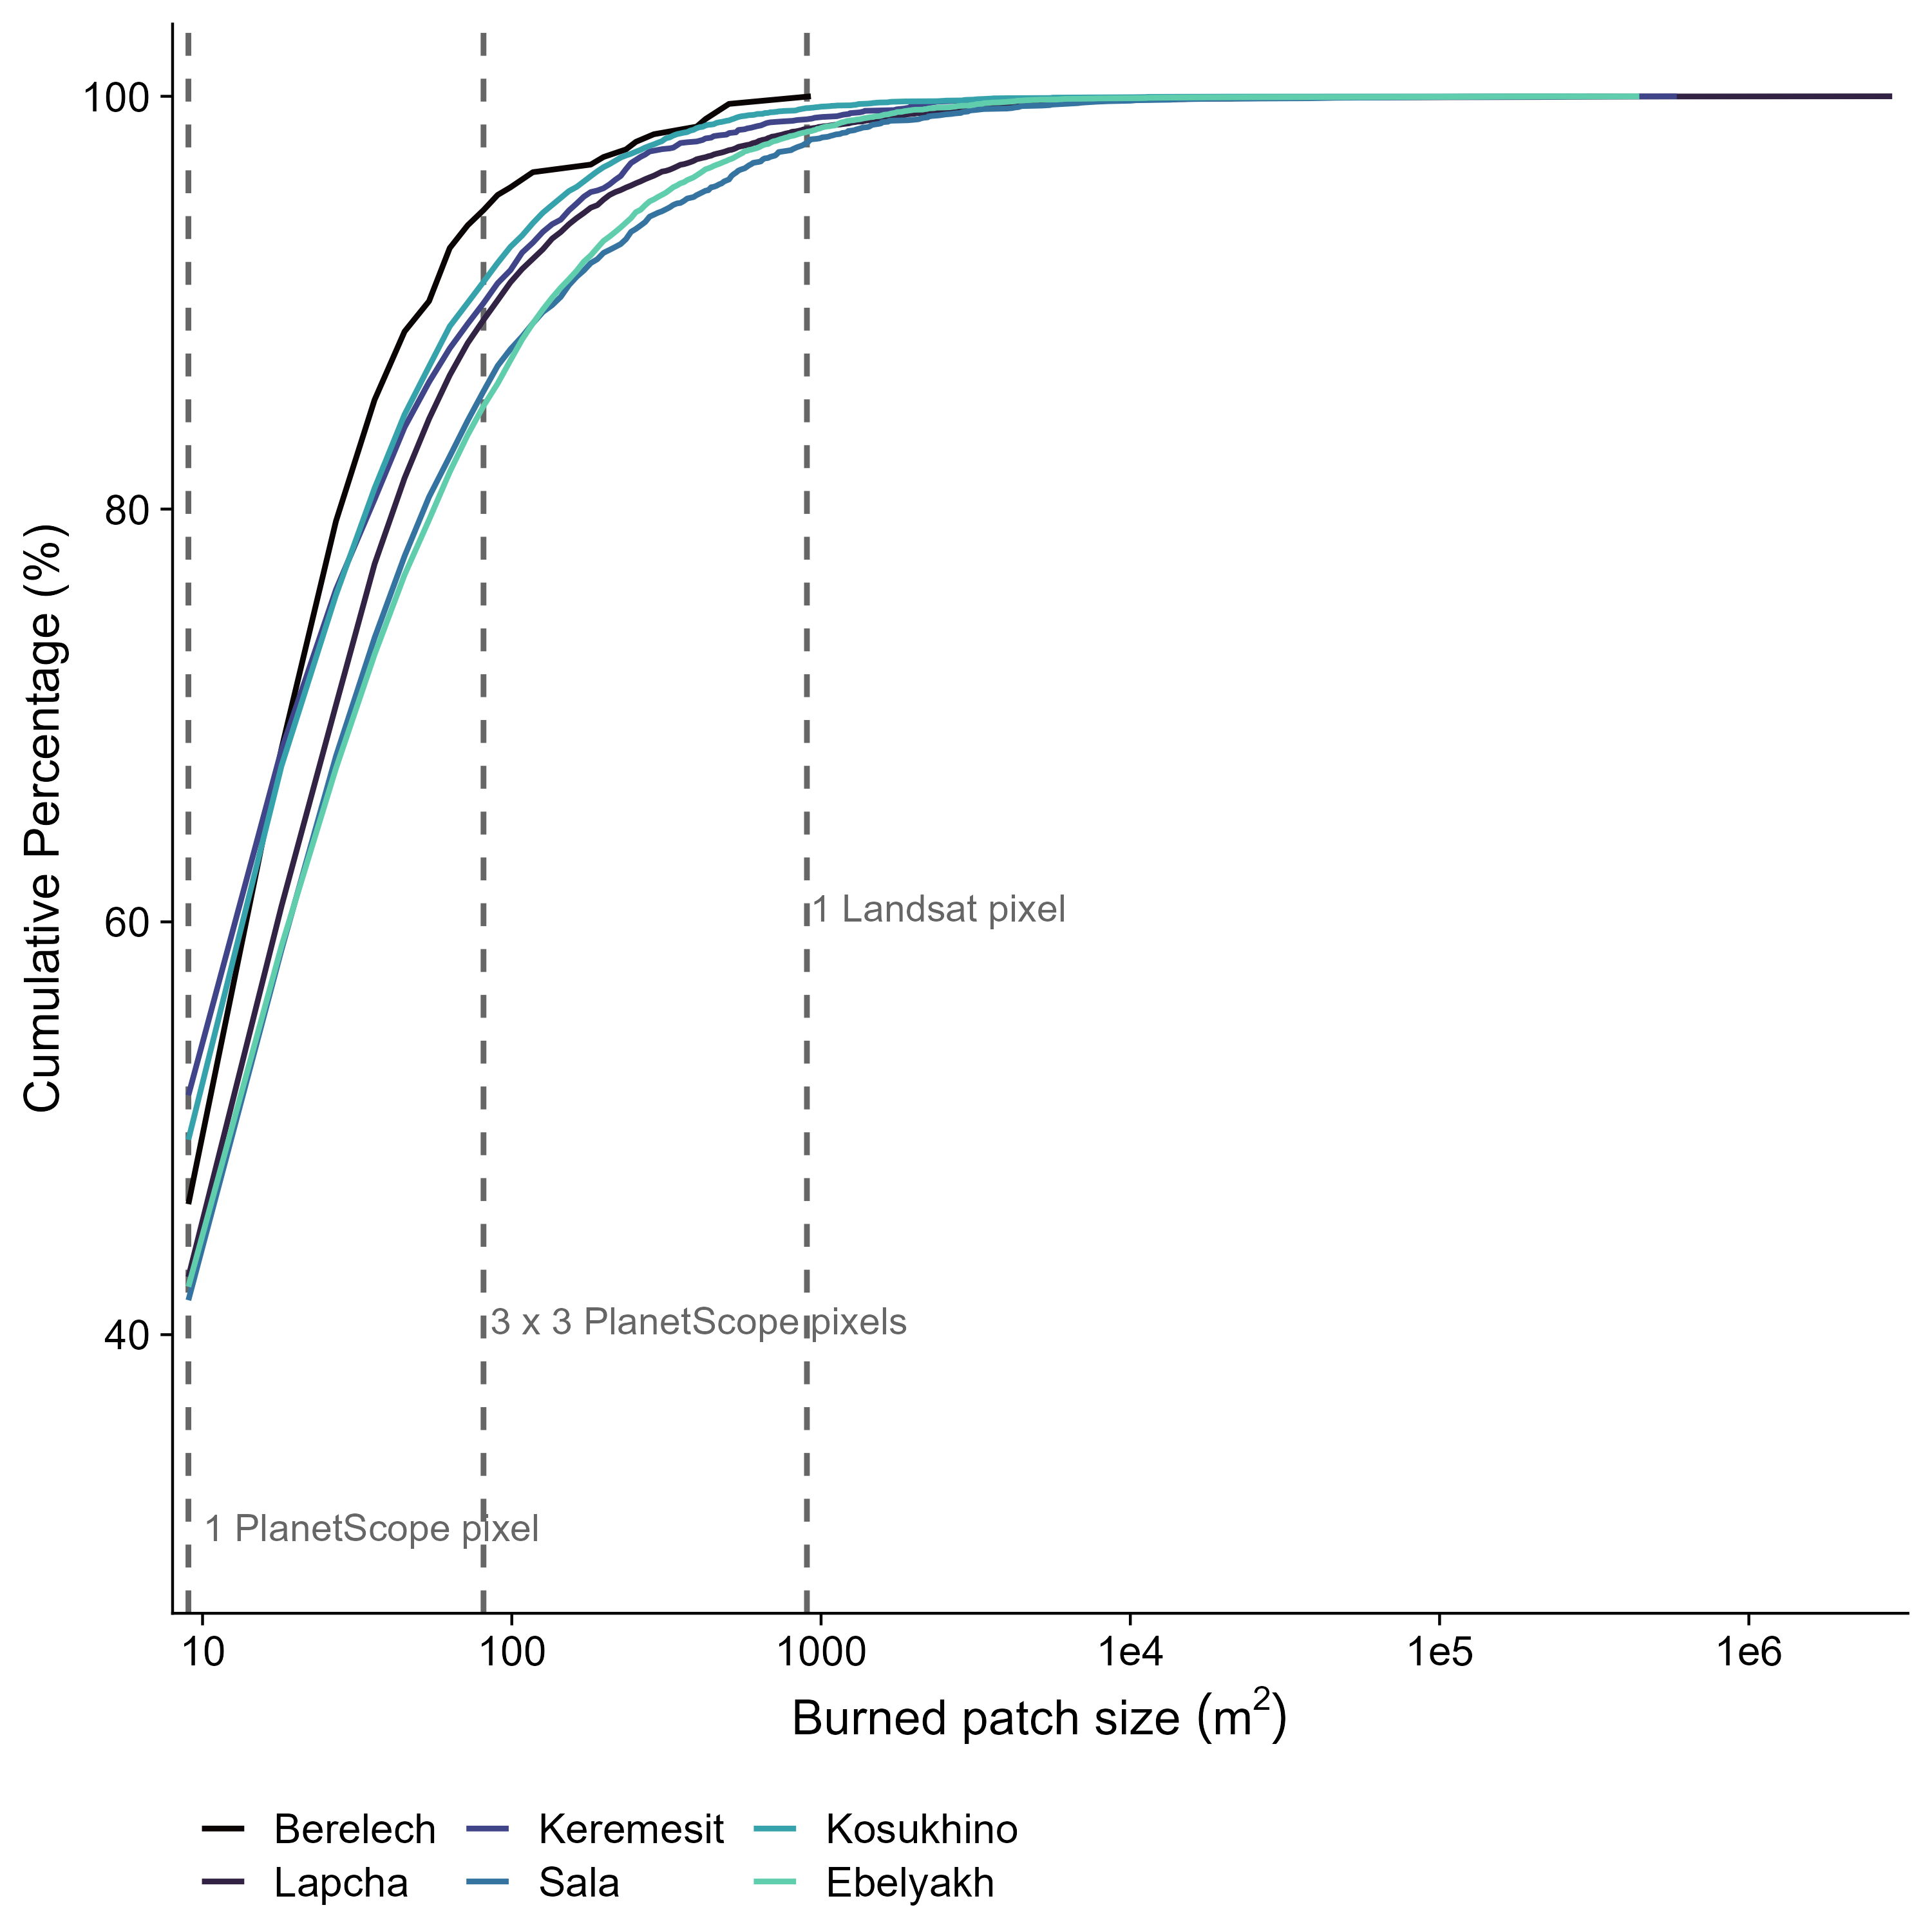 Cumulative Percentage (%)
100
80
60
40
1 Landsat pixel
3 x 3 PlanetScope pixels
1 PlanetScope pixel
10 100 1000 1e4 1e5 1e6
Burned patch size (m²)
Berelech Keremesit Kosukhino
Lapcha Sala Ebelyakh